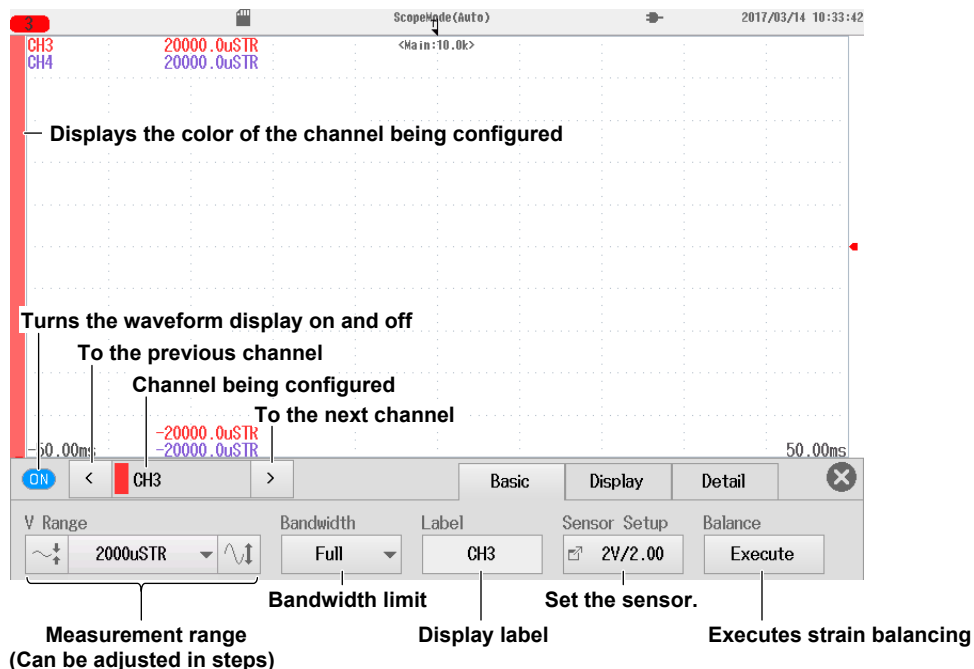 3 ScopeMode(Auto) 2017/03/14 10:33:42
CH3 20000.0uSTR <Main:10.0k>
CH4 20000.0uSTR
Displays the color of the channel being configured
Turns the waveform display on and off
To the previous channel
Channel being configured
To the next channel
-20000.0uSTR
-50.00ms -20000.0uSTR 50.00ms
ON < CH3 > Basic Display Detail
V Range Bandwidth Label Sensor Setup Balance
2000uSTR Full CH3 2V/2.00 Execute
Bandwidth limit Set the sensor.
Measurement range Display label Executes strain balancing
(Can be adjusted in steps)